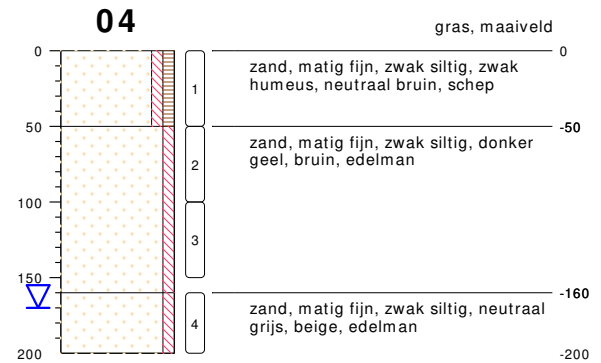 04
gras, maaiveld
0
0
zand, matig fijn, zwak siltig, zwak
humeus, neutraal bruin, schep
1
50
-50
zand, matig fijn, zwak siltig, donker
geel, bruin, edelman
2
100
3
150
-160
zand, matig fijn, zwak siltig, neutraal
grijs, beige, edelman
4
200
-200